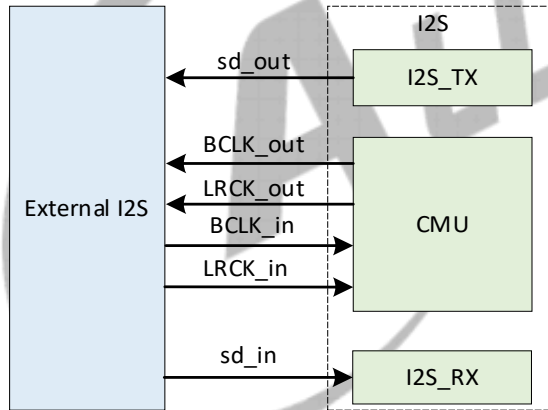 I2S
sd_out
I2S_TX
BCLK_out
LRCK_out
External I2S
BCLK_in
CMU
LRCK_in
sd_in
I2S_RX